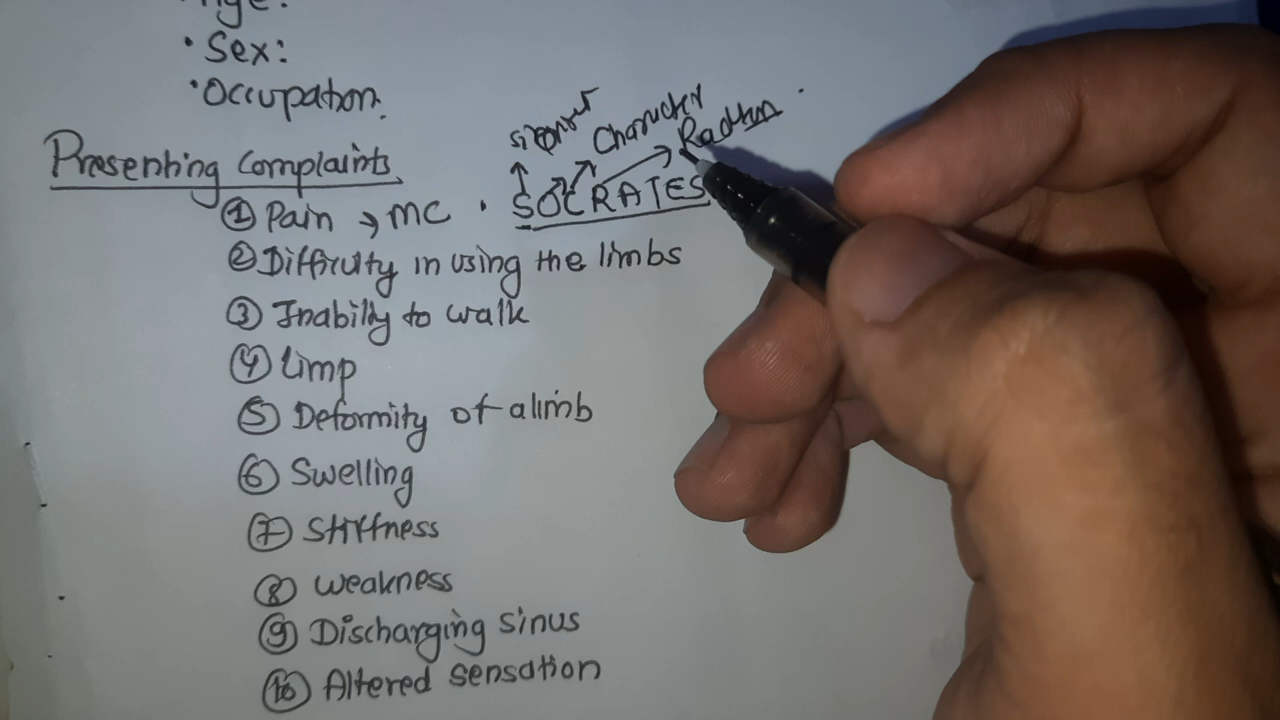 Age:
• Sex:
• Occupation:
Presenting Complaints
Character
Radiation
① Pain → MC • SOCRATES
② Difficulty in using the limbs
③ Inability to walk
④ Limp
⑤ Deformity of a limb
⑥ Swelling
⑦ Stiffness
⑧ Weakness
⑨ Discharging sinus
⑩ Altered sensation